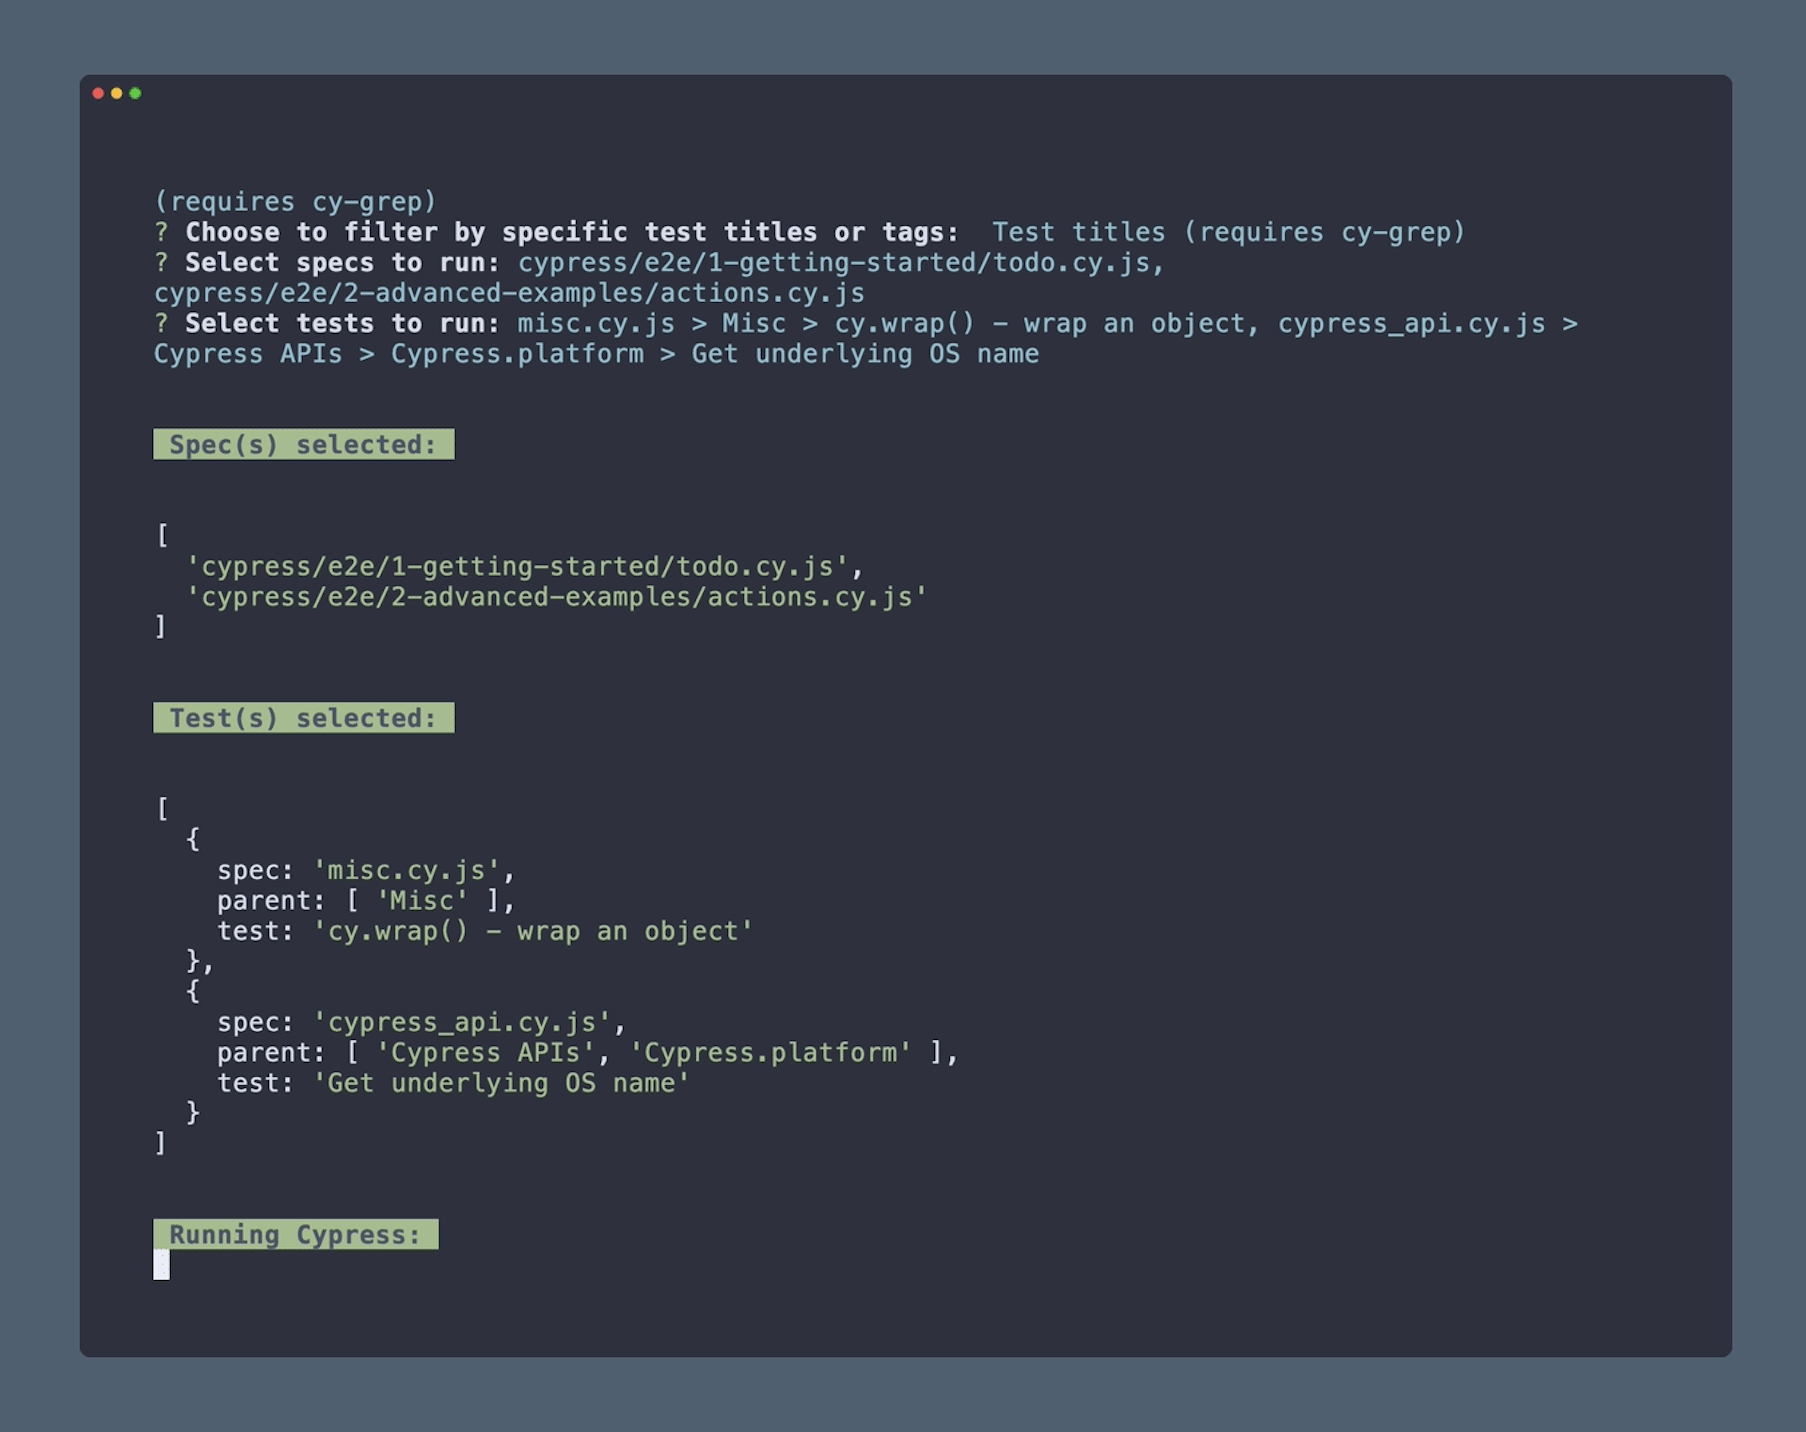 (requires cy-grep)
? Choose to filter by specific test titles or tags:  Test titles (requires cy-grep)
? Select specs to run: cypress/e2e/1-getting-started/todo.cy.js,
cypress/e2e/2-advanced-examples/actions.cy.js
? Select tests to run: misc.cy.js > Misc > cy.wrap() - wrap an object, cypress_api.cy.js >
Cypress APIs > Cypress.platform > Get underlying OS name
Spec(s) selected:
[
  'cypress/e2e/1-getting-started/todo.cy.js',
  'cypress/e2e/2-advanced-examples/actions.cy.js'
]
Test(s) selected:
[
  {
    spec: 'misc.cy.js',
    parent: [ 'Misc' ],
    test: 'cy.wrap() - wrap an object'
  },
  {
    spec: 'cypress_api.cy.js',
    parent: [ 'Cypress APIs', 'Cypress.platform' ],
    test: 'Get underlying OS name'
  }
]
Running Cypress: